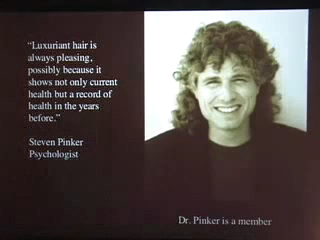 “Luxuriant hair is
always pleasing,
possibly because it
shows not only current
health but a record of
health in the years
before.”
Steven Pinker
Psychologist
Dr. Pinker is a member